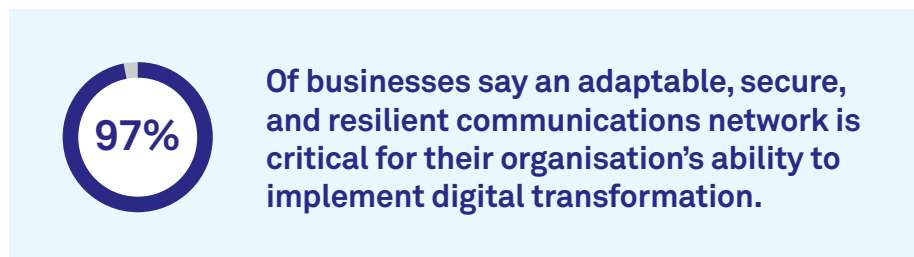 97%
Of businesses say an adaptable, secure,
and resilient communications network is
critical for their organisation’s ability to
implement digital transformation.